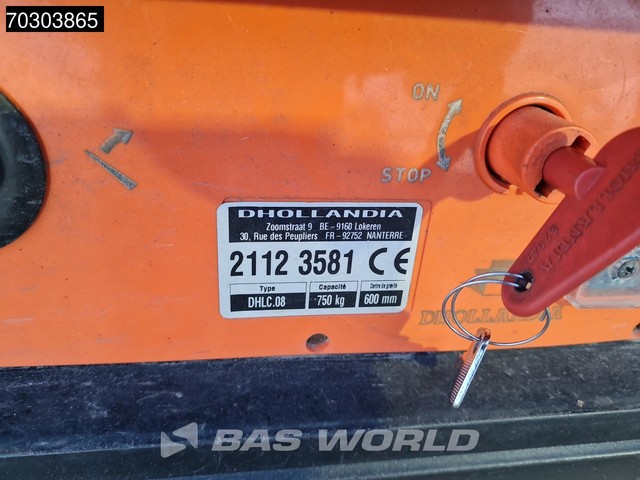 70303865
ON
STOP
DHOLLANDIA
Zoomstraat 9 BE-9160 Lokeren
30, Rue des Peupliers FR-92752 NANTERRE
2112 3581 CE
Type Capacité Centre de gravité
DHLC.08 750 kg 600 mm
DHOLLANDIA
DHOLLANDIA
BAS WORLD